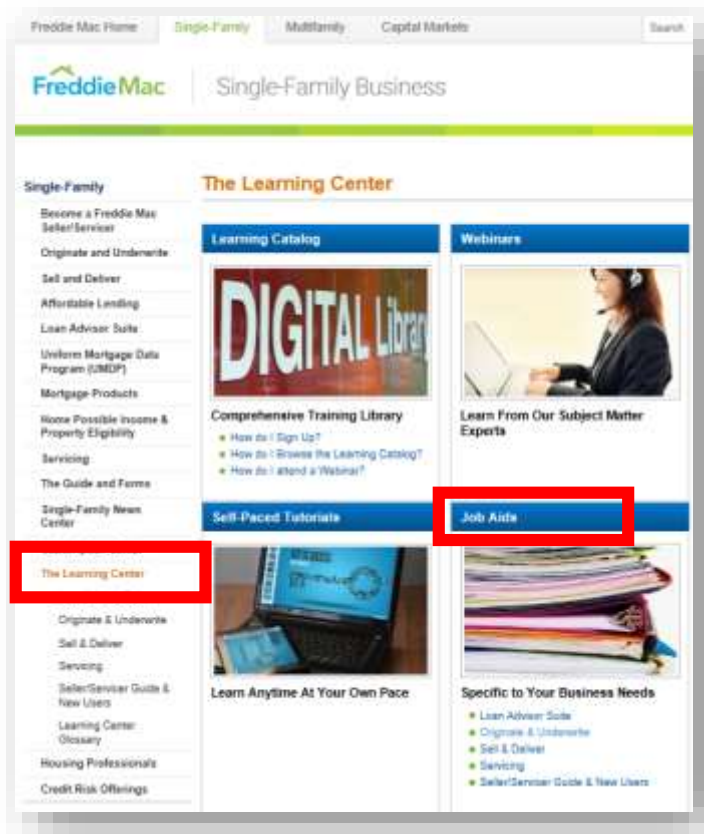 Freddie Mac Home
Single-Family
Multifamily
Capital Markets
Search
FreddieMac
Single-Family Business
Single-Family
Become a Freddie Mac
Seller/Servicer
Originate and Underwrite
Sell and Deliver
Affordable Lending
Loan Advisor Suite
Uniform Mortgage Data
Program (UMDP)
Mortgage Products
Home Possible Income &
Property Eligibility
Servicing
The Guide and Forms
Single-Family News
Center
The Learning Center
Originate & Underwrite
Sell & Deliver
Servicing
Seller/Servicer Guide &
New Users
Learning Center
Glossary
Housing Professionals
Credit Risk Offerings
The Learning Center
Learning Catalog
DIGITAL Library
Comprehensive Training Library
How do I Sign Up?
How do I Browse the Learning Catalog?
How do I attend a Webinar?
Webinars
Learn From Our Subject Matter
Experts
Self-Paced Tutorials
Learn Anytime At Your Own Pace
Job Aids
Specific to Your Business Needs
Loan Advisor Suite
Originate & Underwrite
Sell & Deliver
Servicing
Seller/Servicer Guide & New Users